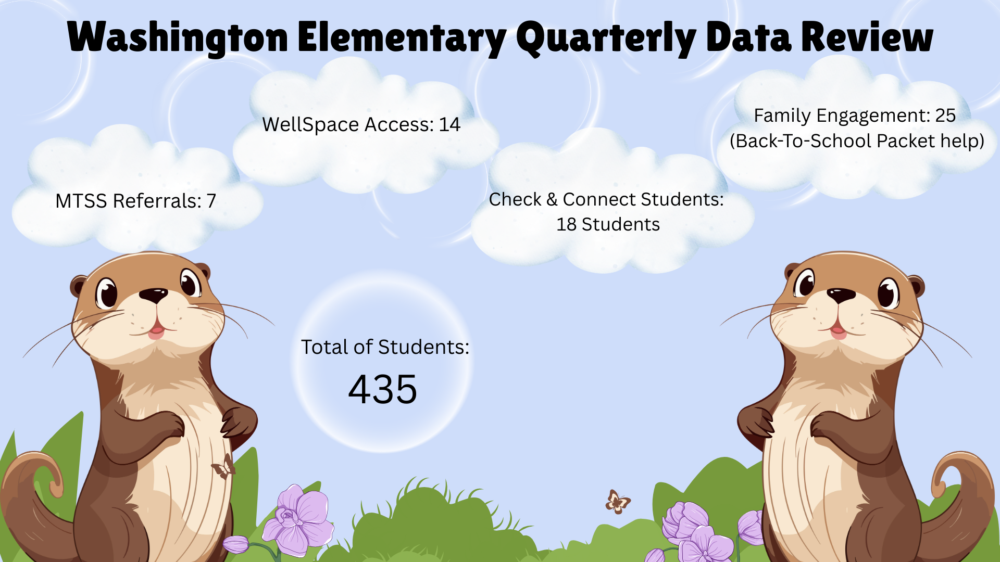 Washington Elementary Quarterly Data Review
WellSpace Access: 14
Family Engagement: 25
(Back-To-School Packet help)
MTSS Referrals: 7
Check & Connect Students:
18 Students
Total of Students:
435